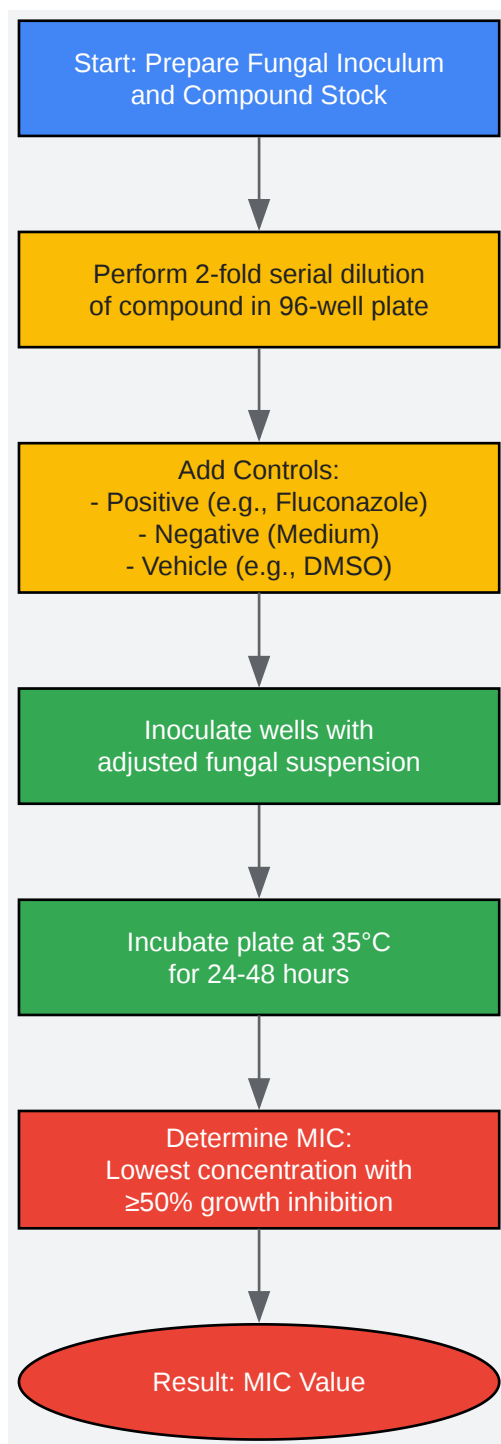 Start: Prepare Fungal Inoculum
and Compound Stock
Perform 2-fold serial dilution
of compound in 96-well plate
Add Controls:
- Positive (e.g., Fluconazole)
- Negative (Medium)
- Vehicle (e.g., DMSO)
Inoculate wells with
adjusted fungal suspension
Incubate plate at 35°C
for 24-48 hours
Determine MIC:
Lowest concentration with
≥50% growth inhibition
Result: MIC Value